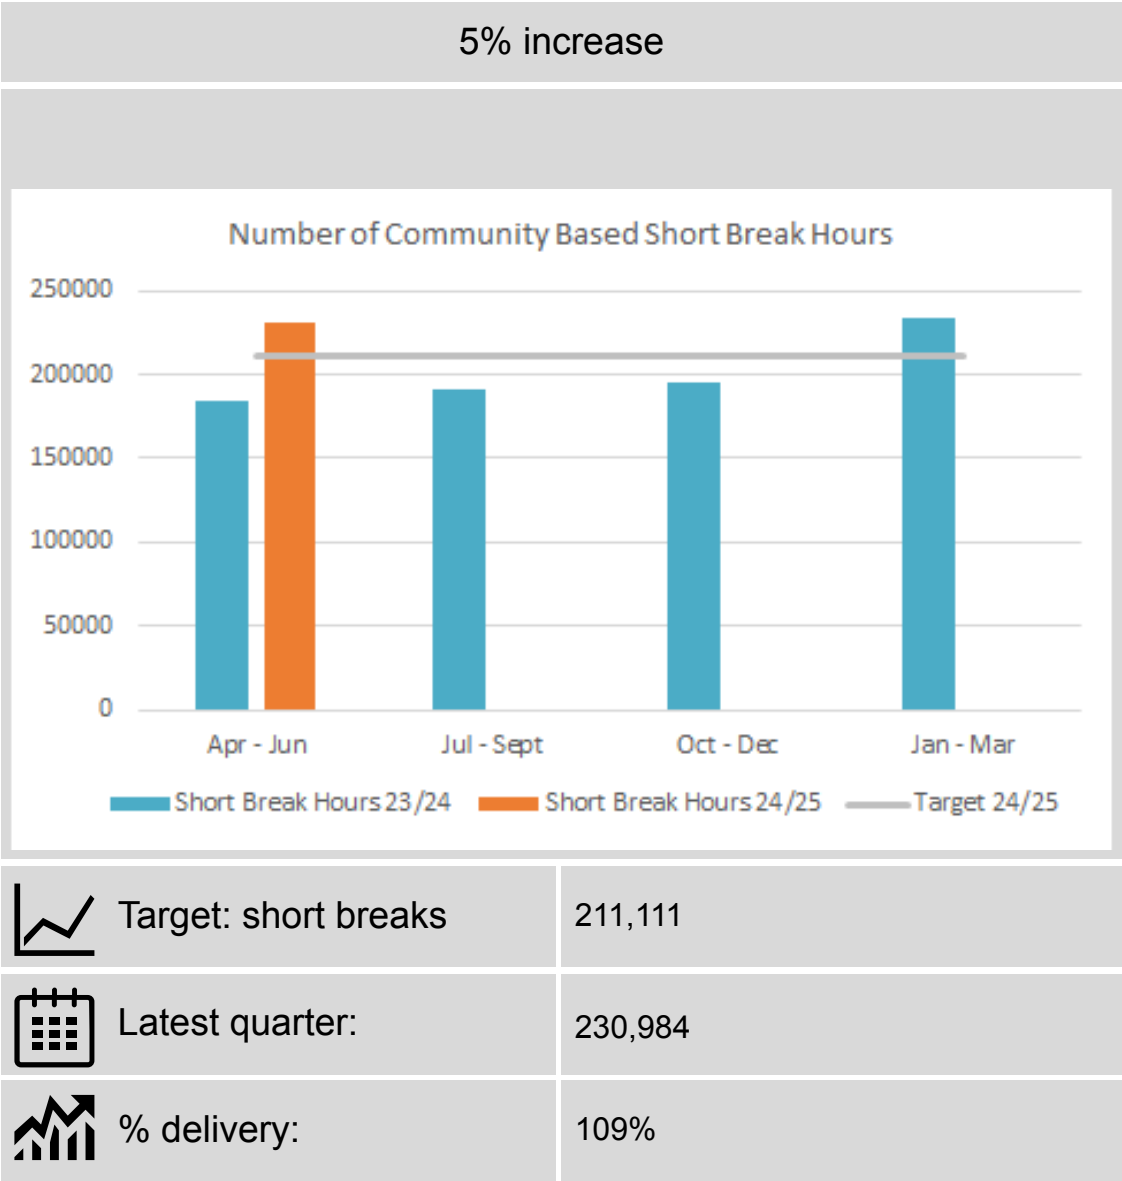 5% increase
Number of Community Based Short Break Hours
250000
200000
150000
100000
50000
0
Apr - Jun
Jul - Sept
Oct - Dec
Jan - Mar
Short Break Hours 23/24
Short Break Hours 24/25
Target 24/25
Target: short breaks
211,111
Latest quarter:
230,984
% delivery:
109%